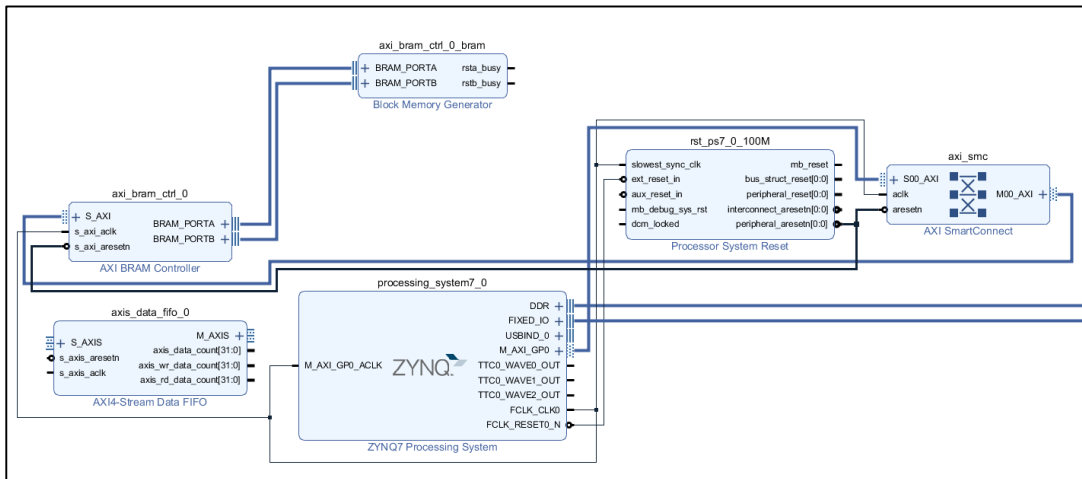 axi_bram_ctrl_0_bram
BRAM_PORTA rsta_busy
BRAM_PORTB rstb_busy
Block Memory Generator
rst_ps7_0_100M
slowest_sync_clk mb_reset
ext_reset_in bus_struct_reset[0:0]
aux_reset_in peripheral_reset[0:0]
mb_debug_sys_rst interconnect_aresetn[0:0]
dcm_locked peripheral_aresetn[0:0]
Processor System Reset
axi_smc
S00_AXI
aclk M00_AXI
aresetn
AXI SmartConnect
axi_bram_ctrl_0
S_AXI
s_axi_aclk BRAM_PORTA
s_axi_aresetn BRAM_PORTB
AXI BRAM Controller
processing_system7_0
DDR
FIXED_IO
USBIND_0
M_AXI_GP0
M_AXI_GP0_ACLK ZYNQ TTC0_WAVE0_OUT
TTC0_WAVE1_OUT
TTC0_WAVE2_OUT
FCLK_CLK0
FCLK_RESET0_N
ZYNQ7 Processing System
axis_data_fifo_0
S_AXIS M_AXIS
s_axis_aresetn axis_data_count[31:0]
s_axis_aclk axis_wr_data_count[31:0]
axis_rd_data_count[31:0]
AXI4-Stream Data FIFO